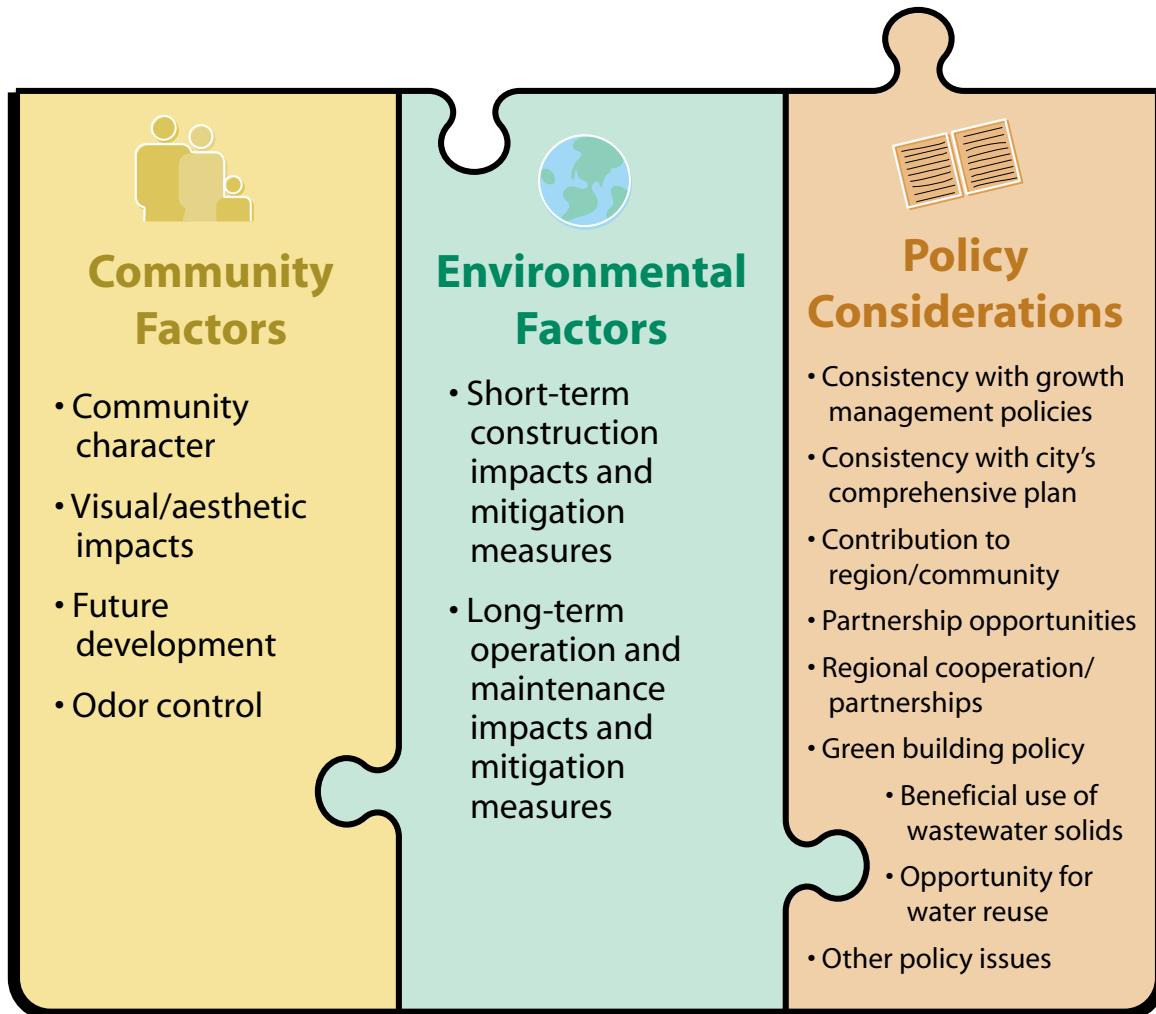 Community
Factors
• Community
character
• Visual/aesthetic
impacts
• Future
development
• Odor control
Environmental
Factors
• Short-term
construction
impacts and
mitigation
measures
• Long-term
operation and
maintenance
impacts and
mitigation
measures
Policy
Considerations
• Consistency with growth
management policies
• Consistency with city’s
comprehensive plan
• Contribution to
region/community
• Partnership opportunities
• Regional cooperation/
partnerships
• Green building policy
• Beneficial use of
wastewater solids
• Opportunity for
water reuse
• Other policy issues